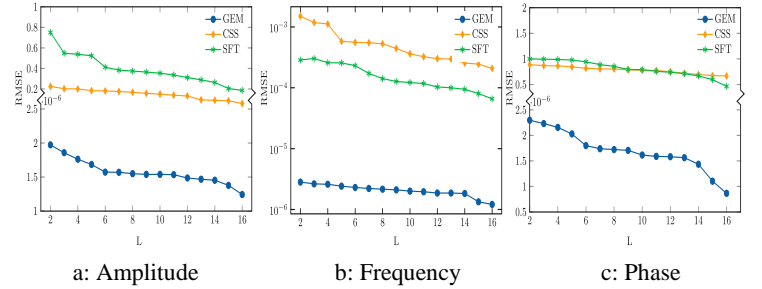 GEM
CSS
SFT
1
0.8
0.6
0.4
0.2
RMSE
·10⁻⁶
2
1.5
1
2 4 6 8 10 12 14 16
L
a: Amplitude
GEM
CSS
SFT
10⁻³
10⁻⁴
10⁻⁵
10⁻⁶
RMSE
2 4 6 8 10 12 14 16
L
b: Frequency
GEM
CSS
SFT
2
1.5
1
0.5
RMSE
·10⁻⁶
2.5
2
1.5
1
0.5
2 4 6 8 10 12 14 16
L
c: Phase